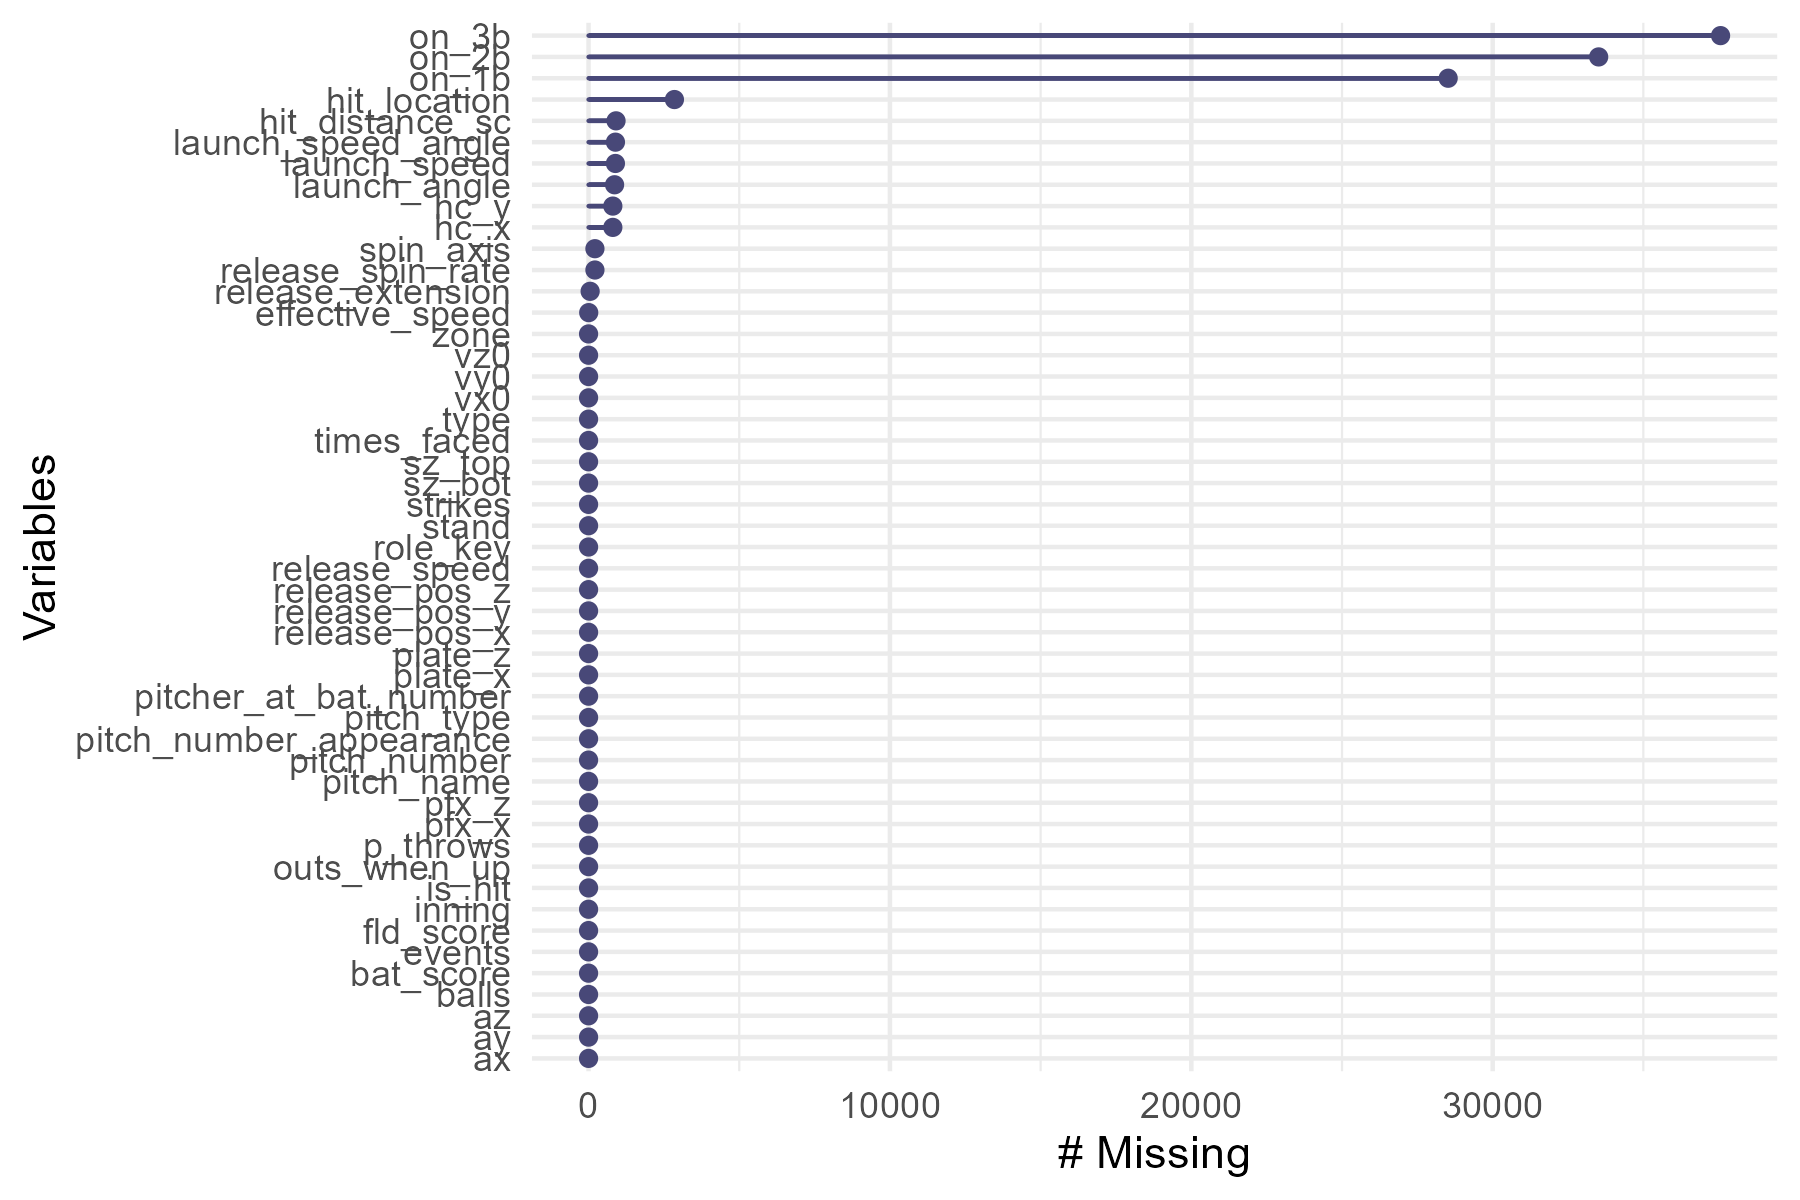 on_3b
on_2b
on_1b
hit_location
hit_distance_sc
launch_speed_angle
launch_speed
launch_angle
hc_y
hc_x
spin_axis
release_spin_rate
release_extension
effective_speed
zone
vz0
vy0
vx0
type
times_faced
sz_top
sz_bot
strikes
stand
role_key
release_speed
release_pos_z
release_pos_y
release_pos_x
plate_z
plate_x
pitcher_at_bat_number
pitch_type
pitch_number_appearance
pitch_number
pitch_name
pfx_z
pfx_x
p_throws
outs_when_up
is_hit
inning
fld_score
events
bat_score
balls
az
ay
ax
Variables
0 10000 20000 30000
# Missing